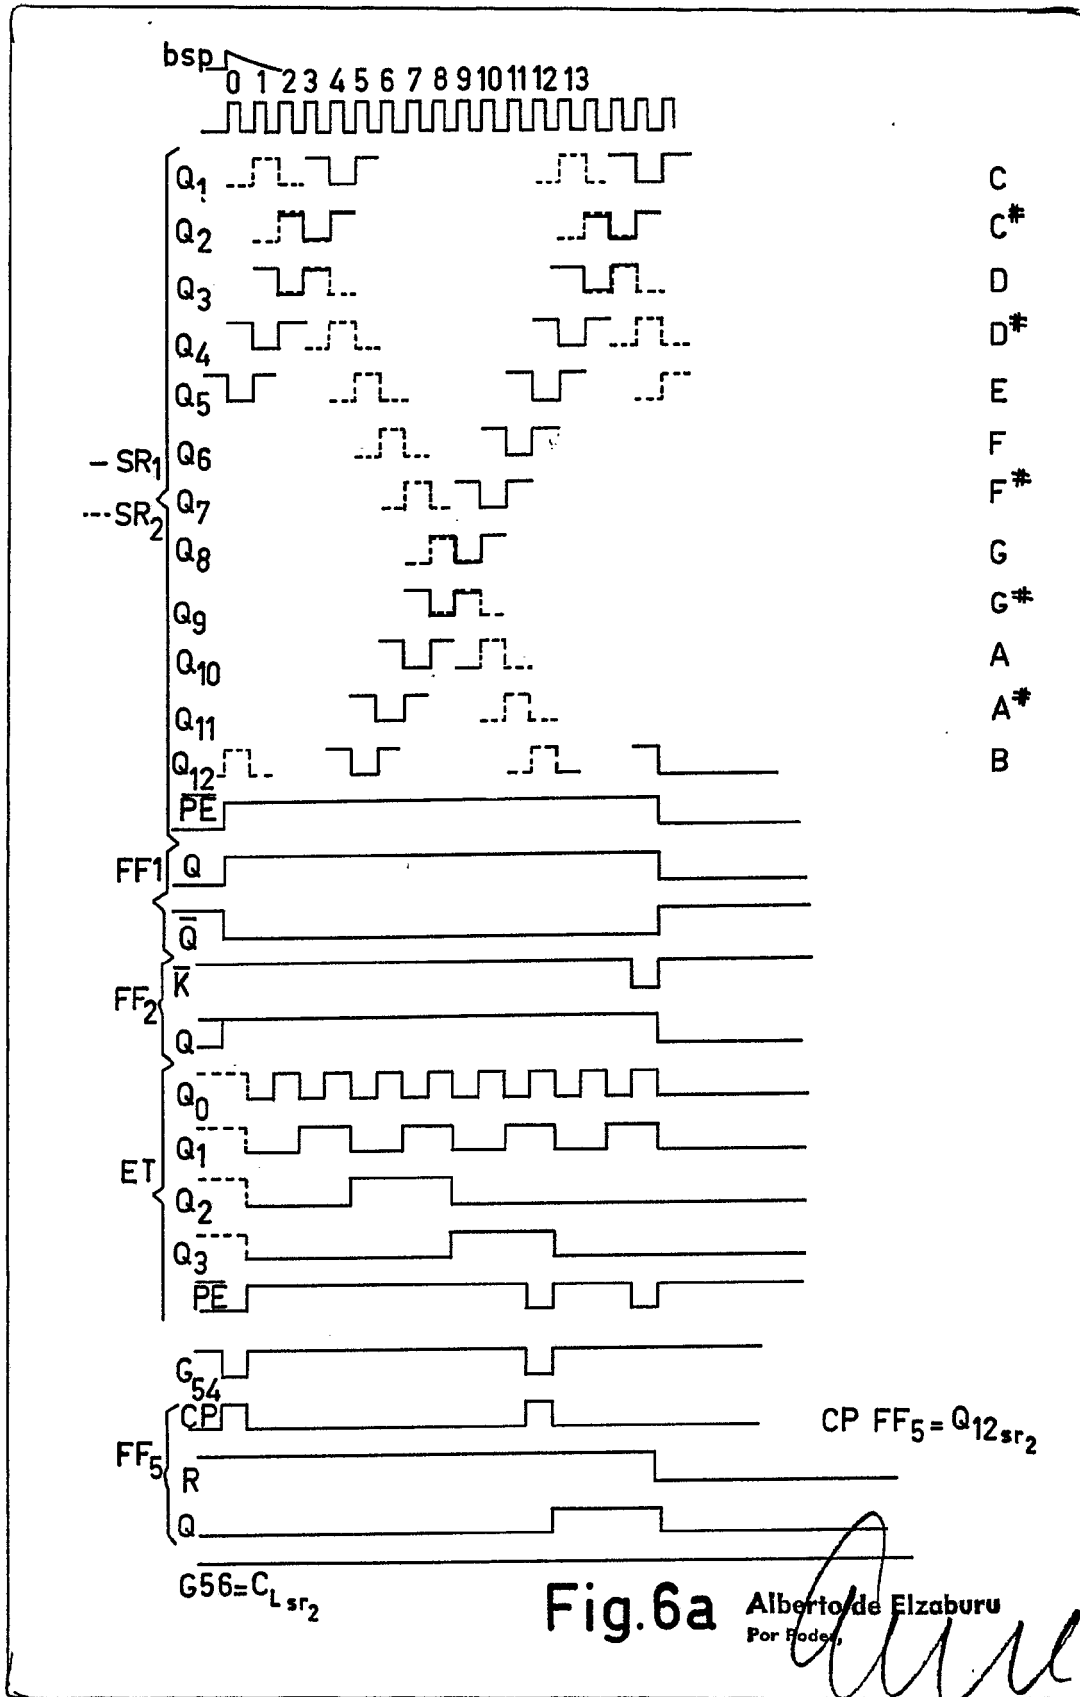 bsp
0 1 2 3 4 5 6 7 8 9 10 11 12 13
Q1 C
Q2 C#
Q3 D
Q4 D#
Q5 E
– SR1 Q6 F
---SR2 Q7 F#
Q8 G
Q9 G#
Q10 A
Q11 A#
Q12 B
P̅E̅
FF1 Q
Q̅
K̅
FF2
Q
Q0
Q1
ET
Q2
Q3
P̅E̅
G54
CP CP FF5=Q12sr2
FF5
R
Q
G56=CLsr2
Fig.6a Alberto de Elzaburu
Por Poder,